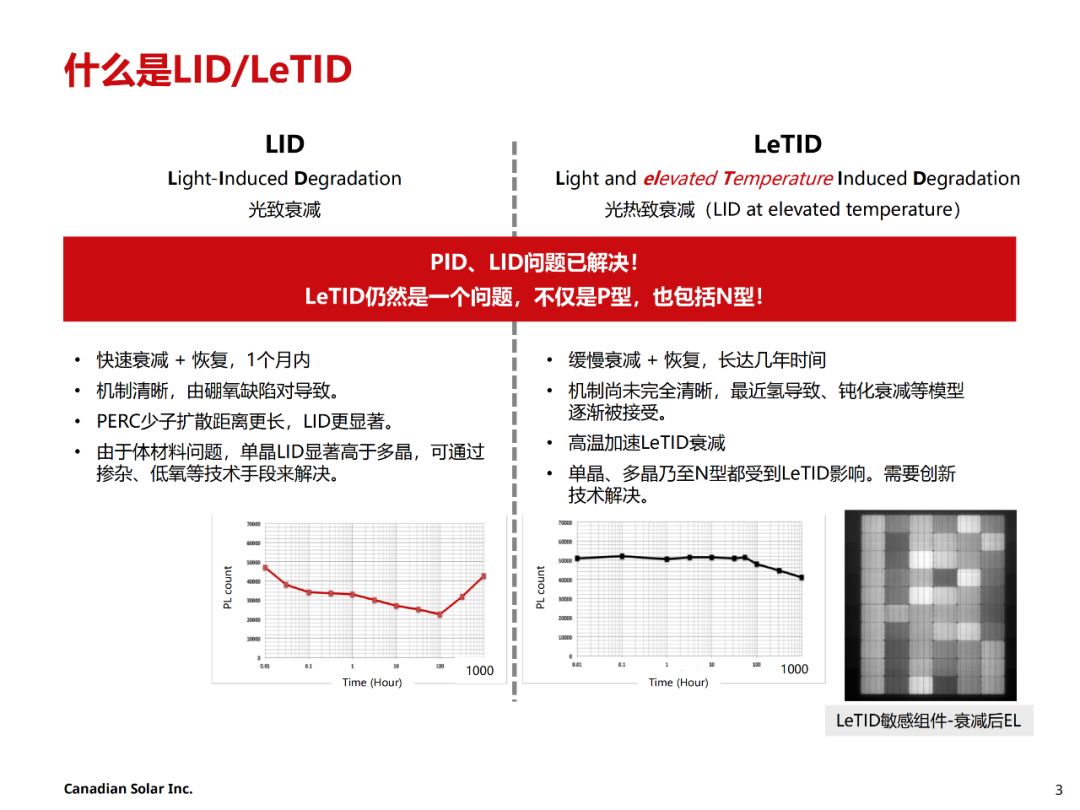 什么是LID/LeTID
LID
Light-Induced Degradation
光致衰减
LeTID
Light and elevated Temperature Induced Degradation
光热致衰减（LID at elevated temperature）
PID、LID问题已解决！
LeTID仍然是一个问题，不仅是P型，也包括N型！
• 快速衰减 + 恢复，1个月内
• 机制清晰，由硼氧缺陷对导致。
• PERC少子扩散距离更长，LID更显著。
• 由于体材料问题，单晶LID显著高于多晶，可通过
掺杂、低氧等技术手段来解决。
• 缓慢衰减 + 恢复，长达几年时间
• 机制尚未完全清晰，最近氢导致、钝化衰减等模型
逐渐被接受。
• 高温加速LeTID衰减
• 单晶、多晶乃至N型都受到LeTID影响。需要创新
技术解决。
PL count
70000
60000
50000
40000
30000
20000
10000
0
0.01 0.1 1 10 100 1000
Time (Hour)
PL count
70000
60000
50000
40000
30000
20000
10000
0
0.01 0.1 1 10 100 1000
Time (Hour)
LeTID敏感组件-衰减后EL
Canadian Solar Inc.
3